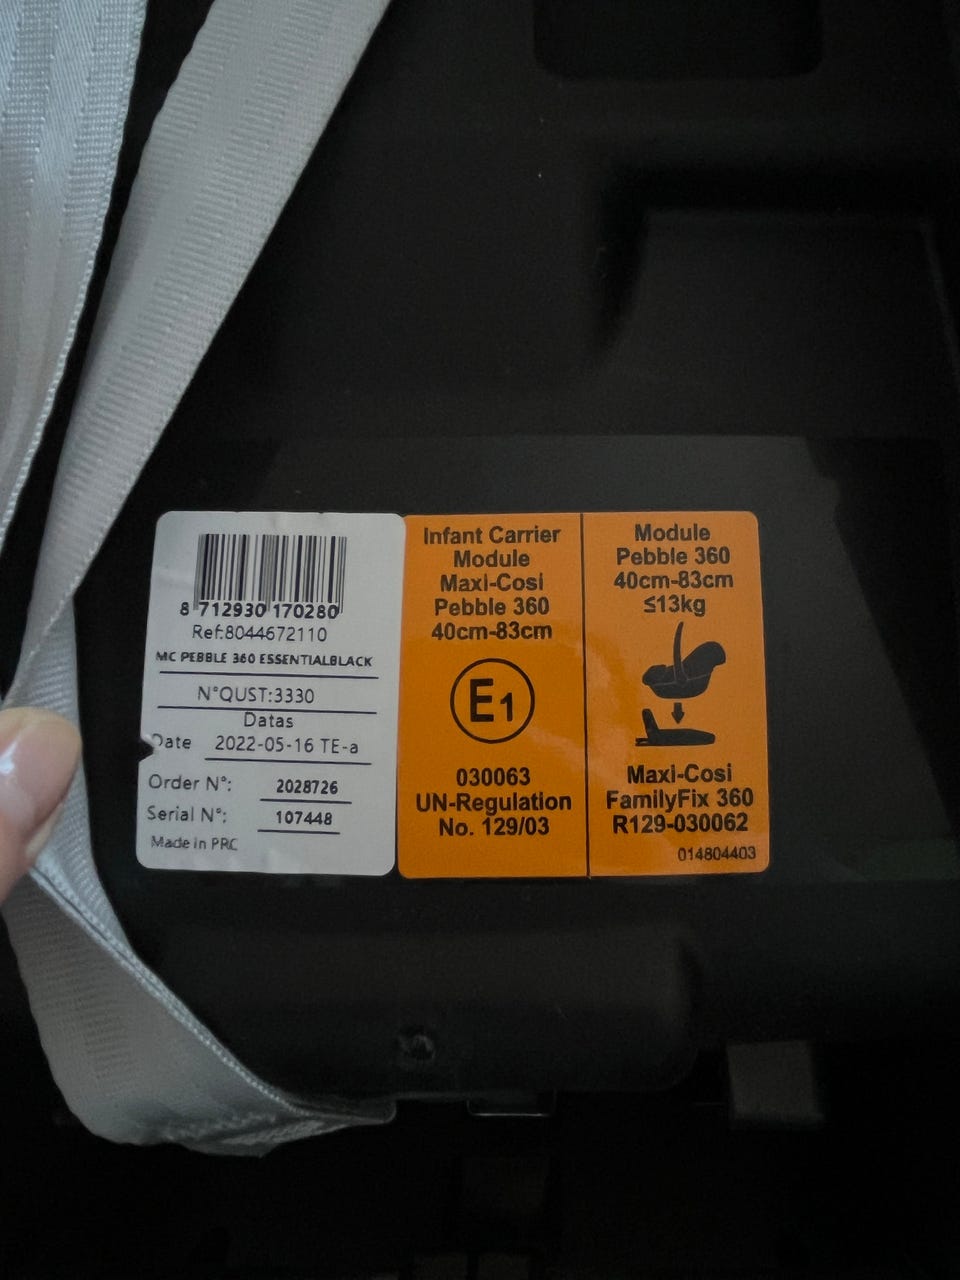 8 712930 170280
Ref:8044672110
MC PEBBLE 360 ESSENTIALBLACK
N°QUST:3330
Datas
Date 2022-05-16 TE-a
Order N°: 2028726
Serial N°: 107448
Made in PRC
Infant Carrier
Module
Maxi-Cosi
Pebble 360
40cm-83cm
E1
030063
UN-Regulation
No. 129/03
Module
Pebble 360
40cm-83cm
≤13kg
Maxi-Cosi
FamilyFix 360
R129-030062
014804403